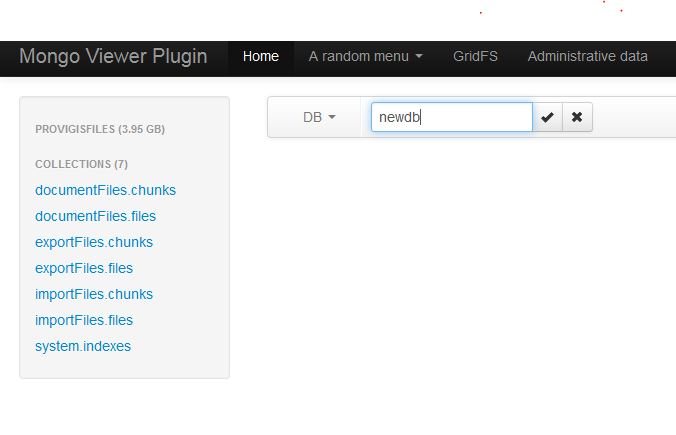 Mongo Viewer Plugin Home A random menu GridFS Administrative data
PROVIGISFILES (3.95 GB)
COLLECTIONS (7)
documentFiles.chunks
documentFiles.files
exportFiles.chunks
exportFiles.files
importFiles.chunks
importFiles.files
system.indexes
DB newdb